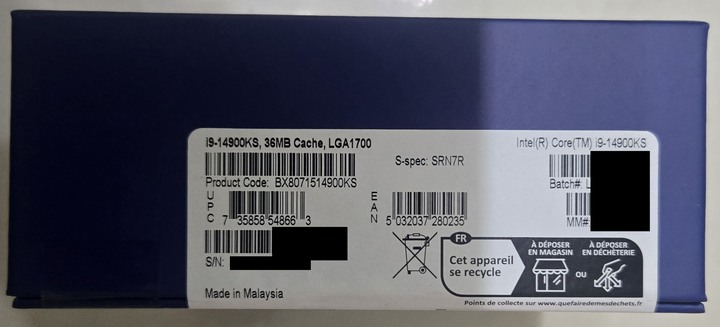 i9-14900KS, 36MB Cache, LGA1700
Intel(R) Core(TM) i9-14900KS
S-spec: SRN7R
Product Code: BX8071514900KS
Batch#: L
UPC
7 35858 54866 3
EAN
5 032037 280235
MM#
S/N:
FR
Cet appareil
se recycle
À DÉPOSER
EN MAGASIN
OU
À DÉPOSER
EN DÉCHÈTERIE
Made in Malaysia
Points de collecte sur www.quefairedemesdechets.fr